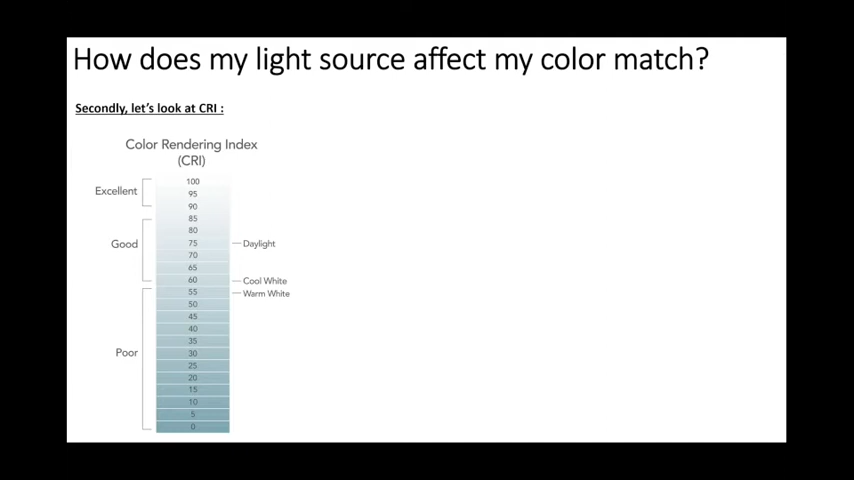 How does my light source affect my color match?
Secondly, let's look at CRI :
Color Rendering Index
(CRI)
Excellent
Good
Poor
100
95
90
85
80
75
70
65
60
55
50
45
40
35
30
25
20
15
10
5
0
Daylight
Cool White
Warm White